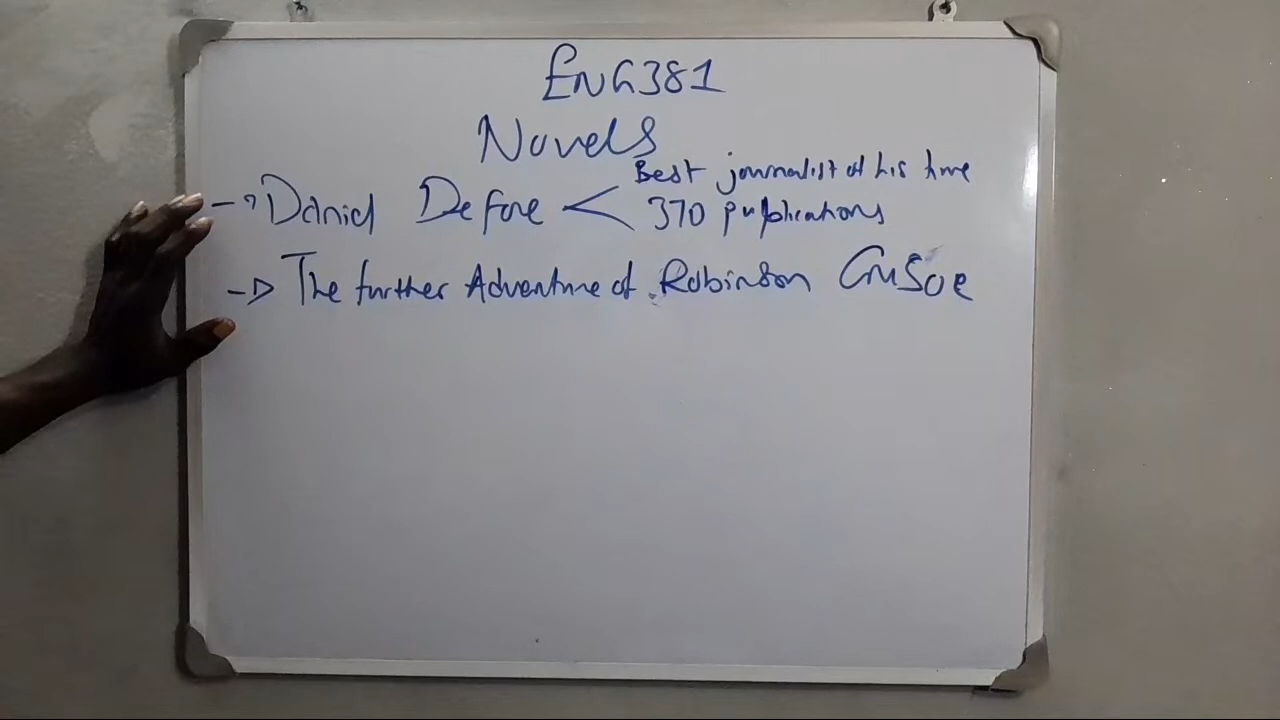 ENG381
Novels
Best journalist of his time
→ Daniel Defoe < 370 publications
→ The further Adventure of Robinson Crusoe